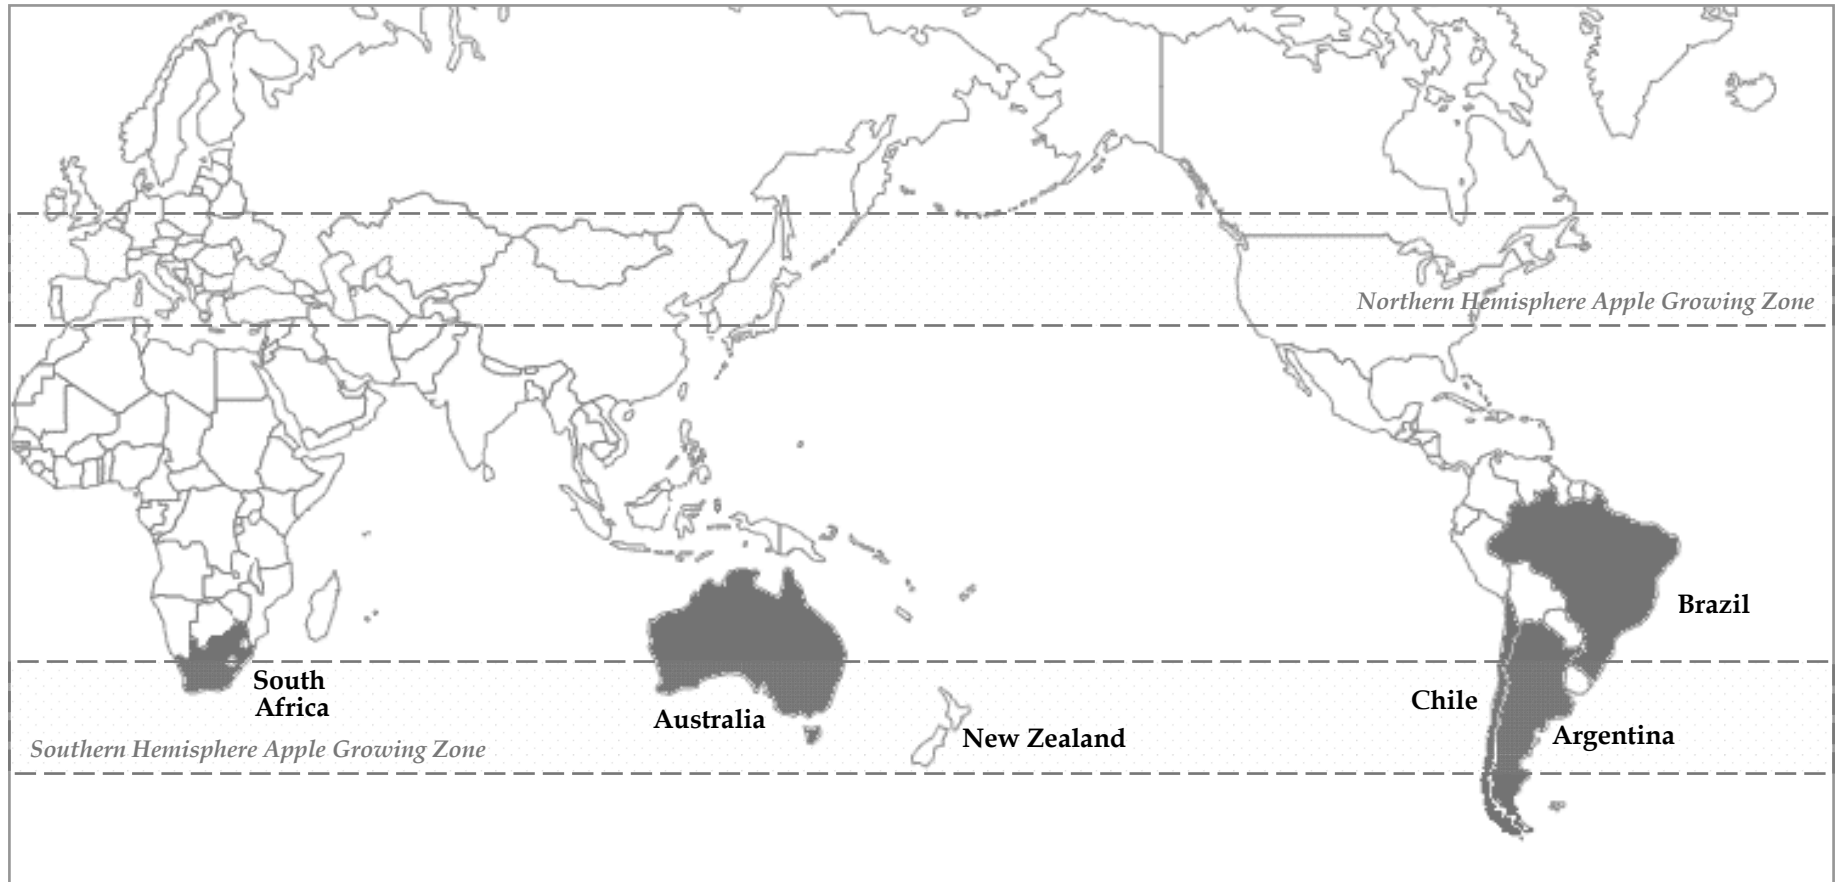 Northern Hemisphere Apple Growing Zone
Brazil
South
Africa
Chile
Australia
Argentina
New Zealand
Southern Hemisphere Apple Growing Zone